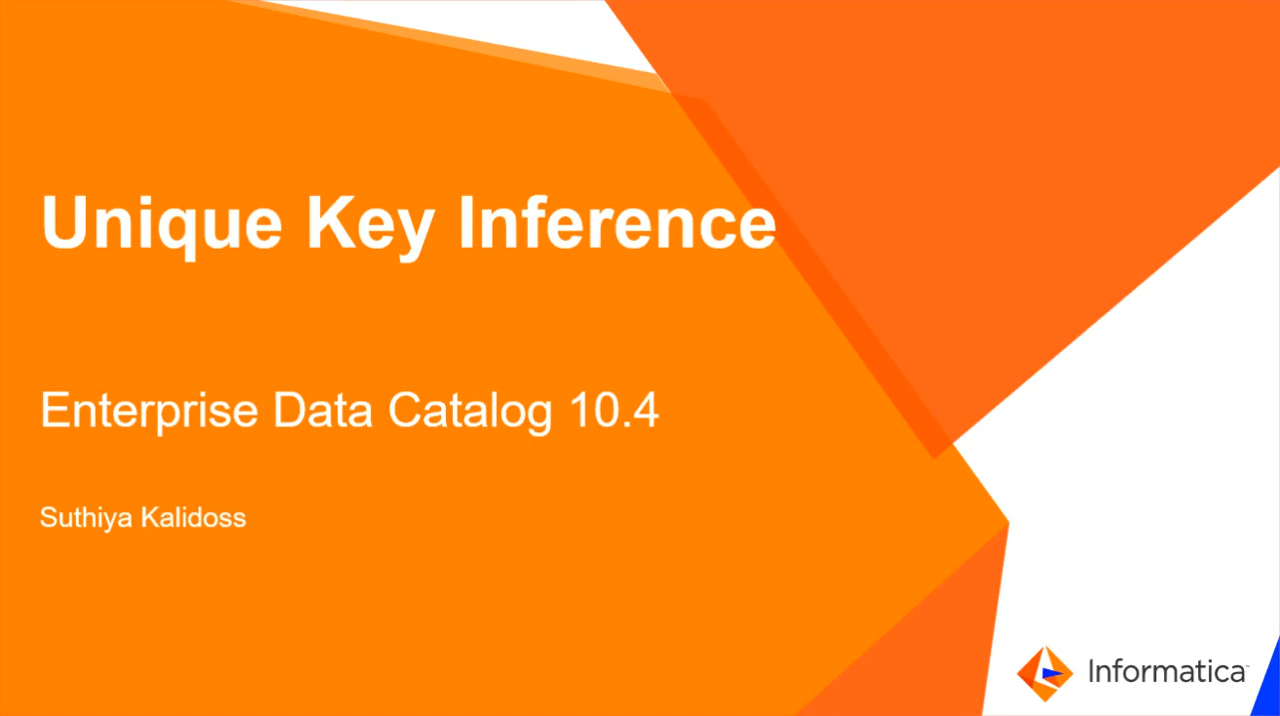 Unique Key Inference
Enterprise Data Catalog 10.4
Suthiya Kalidoss
Informatica